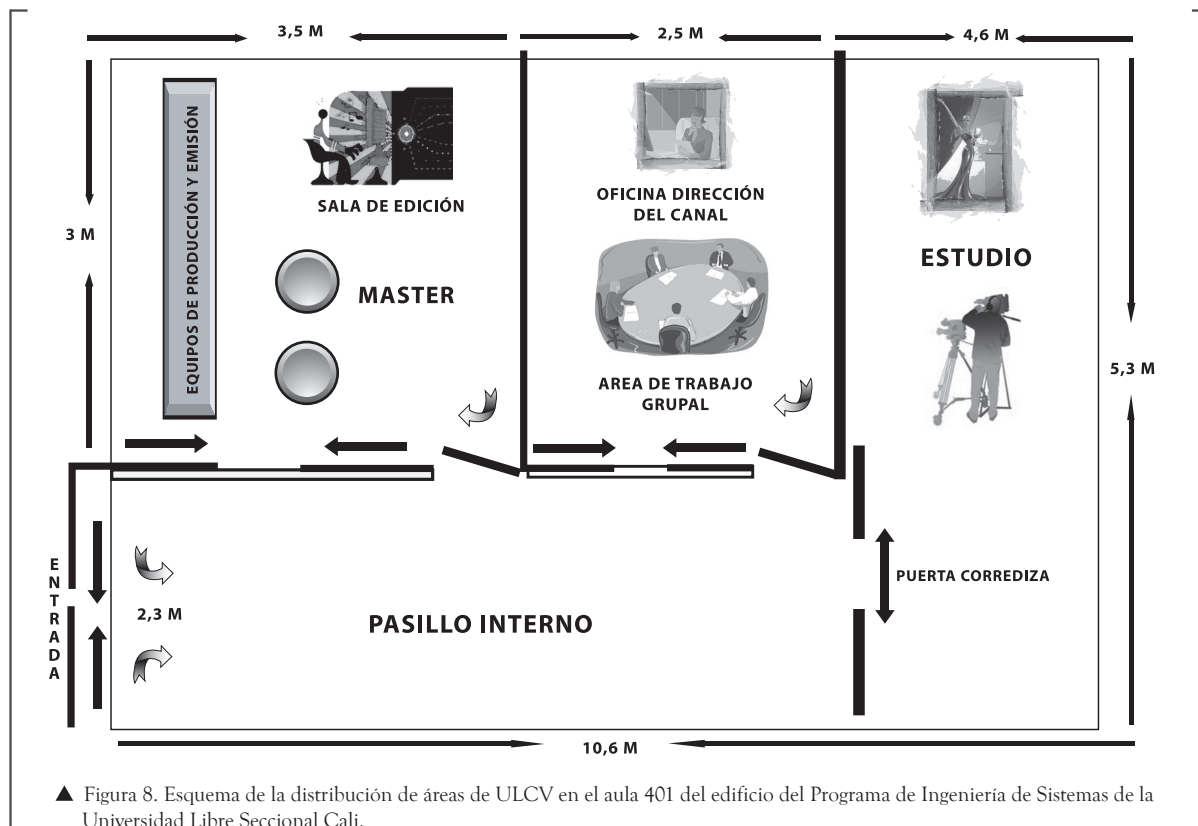 3,5 M
2,5 M
4,6 M
EQUIPOS DE PRODUCCIÓN Y EMISIÓN
SALA DE EDICIÓN
OFICINA DIRECCIÓN
DEL CANAL
3 M
ESTUDIO
MASTER
5,3 M
AREA DE TRABAJO
GRUPAL
ENTRADA
2,3 M
PASILLO INTERNO
PUERTA CORREDIZA
10,6 M
▲ Figura 8. Esquema de la distribución de áreas de ULCV en el aula 401 del edificio del Programa de Ingeniería de Sistemas de la
Universidad Libre Seccional Cali.